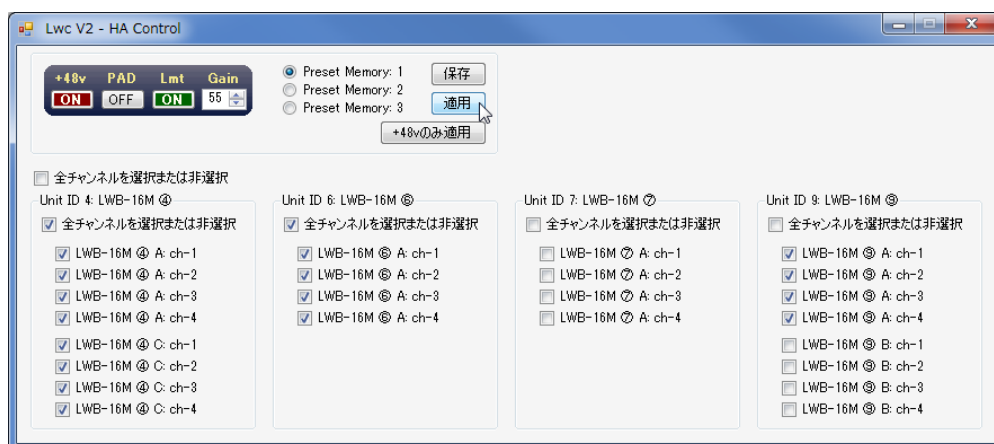 Lwc V2 - HA Control
+48v PAD Lmt Gain
ON OFF ON 55
Preset Memory: 1
Preset Memory: 2
Preset Memory: 3
保存
適用
+48vのみ適用
全チャンネルを選択または非選択
Unit ID 4: LWB-16M ④
全チャンネルを選択または非選択
LWB-16M ④ A: ch-1
LWB-16M ④ A: ch-2
LWB-16M ④ A: ch-3
LWB-16M ④ A: ch-4
LWB-16M ④ C: ch-1
LWB-16M ④ C: ch-2
LWB-16M ④ C: ch-3
LWB-16M ④ C: ch-4
Unit ID 6: LWB-16M ⑥
全チャンネルを選択または非選択
LWB-16M ⑥ A: ch-1
LWB-16M ⑥ A: ch-2
LWB-16M ⑥ A: ch-3
LWB-16M ⑥ A: ch-4
Unit ID 7: LWB-16M ⑦
全チャンネルを選択または非選択
LWB-16M ⑦ A: ch-1
LWB-16M ⑦ A: ch-2
LWB-16M ⑦ A: ch-3
LWB-16M ⑦ A: ch-4
Unit ID 9: LWB-16M ⑨
全チャンネルを選択または非選択
LWB-16M ⑨ A: ch-1
LWB-16M ⑨ A: ch-2
LWB-16M ⑨ A: ch-3
LWB-16M ⑨ A: ch-4
LWB-16M ⑨ B: ch-1
LWB-16M ⑨ B: ch-2
LWB-16M ⑨ B: ch-3
LWB-16M ⑨ B: ch-4